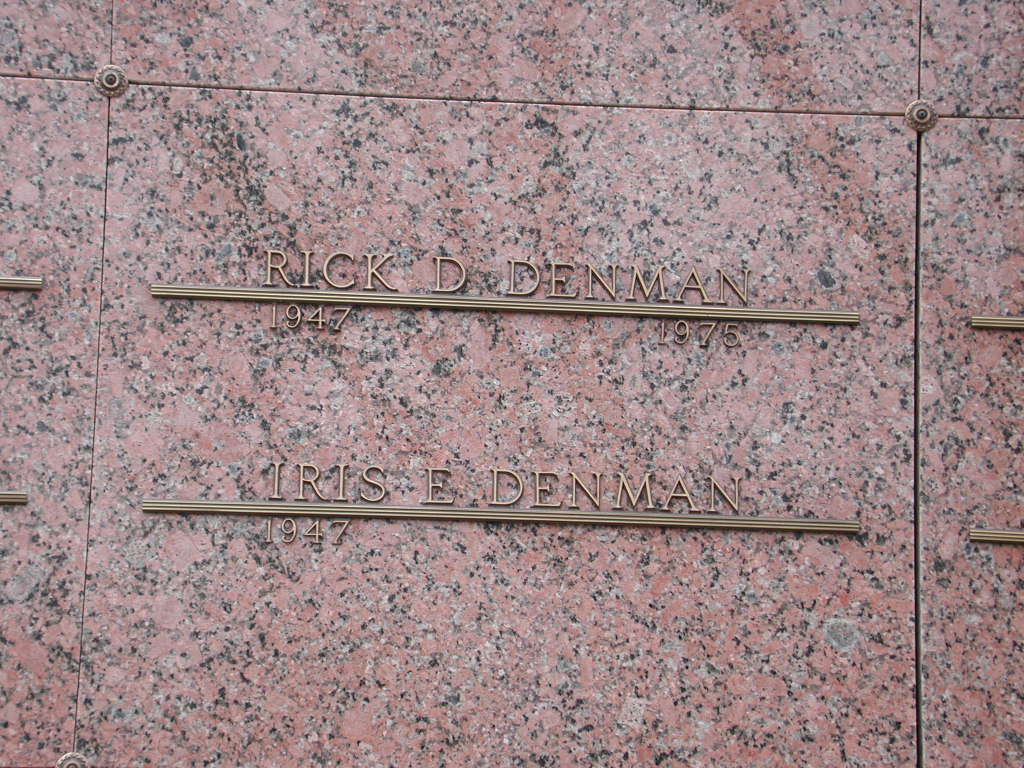 RICK D DENMAN
1947 1975
IRIS E DENMAN
1947